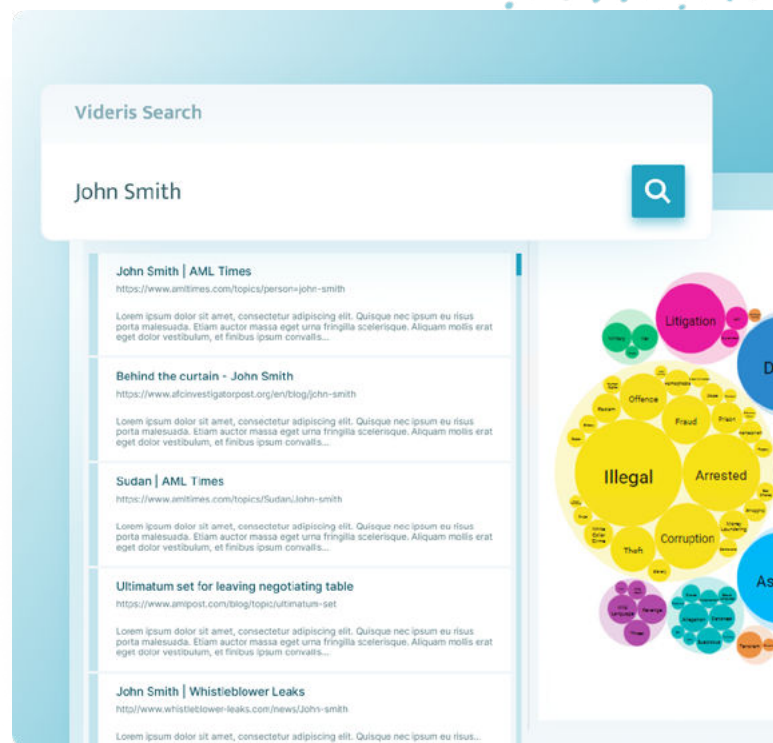 Videris Search
John Smith
John Smith | AML Times
https://www.amltimes.com/topics/person=john-smith
Lorem ipsum dolor sit amet, consectetur adipiscing elit. Quisque nec ipsum eu risus
porta malesuada. Etiam auctor massa eget urna fringilla scelerisque. Aliquam mollis erat
eget dolor vestibulum, et finibus ipsum convallis...
Behind the curtain - John Smith
https://www.afcinvestigatorpost.org/en/blog/john-smith
Lorem ipsum dolor sit amet, consectetur adipiscing elit. Quisque nec ipsum eu risus
porta malesuada. Etiam auctor massa eget urna fringilla scelerisque. Aliquam mollis erat
eget dolor vestibulum, et finibus ipsum convallis...
Sudan | AML Times
https://www.amltimes.com/topics/Sudan/John-smith
Lorem ipsum dolor sit amet, consectetur adipiscing elit. Quisque nec ipsum eu risus
porta malesuada. Etiam auctor massa eget urna fringilla scelerisque. Aliquam mollis erat
eget dolor vestibulum, et finibus ipsum convallis...
Ultimatum set for leaving negotiating table
https://www.amlpost.com/blog/topic/ultimatum-set
Lorem ipsum dolor sit amet, consectetur adipiscing elit. Quisque nec ipsum eu risus
porta malesuada. Etiam auctor massa eget urna fringilla scelerisque. Aliquam mollis erat
eget dolor vestibulum, et finibus ipsum convallis...
John Smith | Whistleblower Leaks
http//www.whistleblower-leaks.com/news/John-smith
Lorem ipsum dolor sit amet, consectetur adipiscing elit. Quisque nec ipsum eu risus...
Litigation
D
Offence
Fraud
Prison
Illegal
Arrested
Money
Laundering
White
Collar
Crime
Corruption
Theft
As
Revenge
Threat